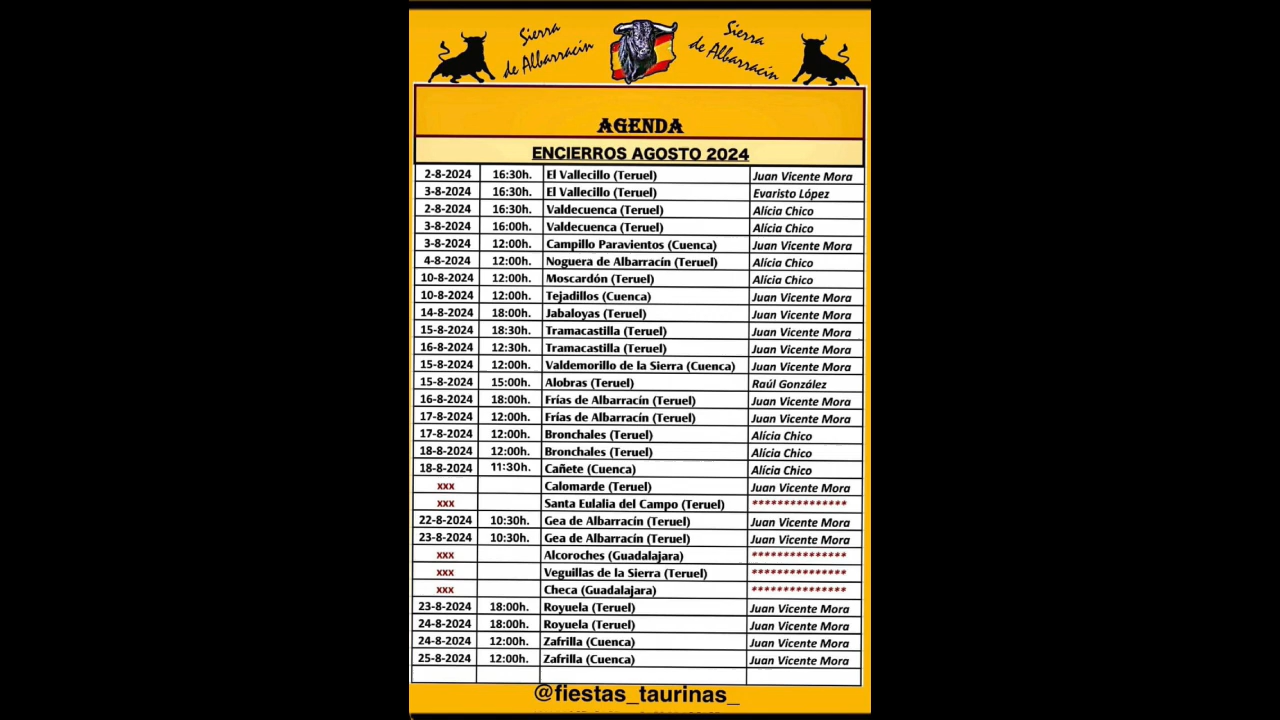 Sierra de Albarracín
Sierra de Albarracín
AGENDA
ENCIERROS AGOSTO 2024
2-8-2024 16:30h. El Vallecillo (Teruel) Juan Vicente Mora
3-8-2024 16:30h. El Vallecillo (Teruel) Evaristo López
2-8-2024 16:30h. Valdecuenca (Teruel) Alícia Chico
3-8-2024 16:00h. Valdecuenca (Teruel) Alícia Chico
3-8-2024 12:00h. Campillo Paravientos (Cuenca) Juan Vicente Mora
4-8-2024 12:00h. Noguera de Albarracín (Teruel) Alícia Chico
10-8-2024 12:00h. Moscardón (Teruel) Alícia Chico
10-8-2024 12:00h. Tejadillos (Cuenca) Juan Vicente Mora
14-8-2024 18:00h. Jabaloyas (Teruel) Juan Vicente Mora
15-8-2024 18:30h. Tramacastilla (Teruel) Juan Vicente Mora
16-8-2024 12:30h. Tramacastilla (Teruel) Juan Vicente Mora
15-8-2024 12:00h. Valdemorillo de la Sierra (Cuenca) Juan Vicente Mora
15-8-2024 15:00h. Alobras (Teruel) Raúl González
16-8-2024 18:00h. Frías de Albarracín (Teruel) Juan Vicente Mora
17-8-2024 12:00h. Frías de Albarracín (Teruel) Juan Vicente Mora
17-8-2024 12:00h. Bronchales (Teruel) Alícia Chico
18-8-2024 12:00h. Bronchales (Teruel) Alícia Chico
18-8-2024 11:30h. Cañete (Cuenca) Alícia Chico
xxx Calomarde (Teruel) Juan Vicente Mora
xxx Santa Eulalia del Campo (Teruel) ***************
22-8-2024 10:30h. Gea de Albarracín (Teruel) Juan Vicente Mora
23-8-2024 10:30h. Gea de Albarracín (Teruel) Juan Vicente Mora
xxx Alcoroches (Guadalajara) ***************
xxx Veguillas de la Sierra (Teruel) ***************
xxx Checa (Guadalajara) ***************
23-8-2024 18:00h. Royuela (Teruel) Juan Vicente Mora
24-8-2024 18:00h. Royuela (Teruel) Juan Vicente Mora
24-8-2024 12:00h. Zafrilla (Cuenca) Juan Vicente Mora
25-8-2024 12:00h. Zafrilla (Cuenca) Juan Vicente Mora
@fiestas_taurinas_